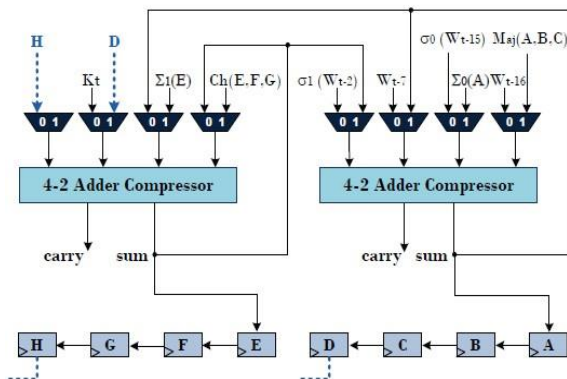 H D σ0 (Wt-15) Maj(A,B,C)
Kt Σ1(E) Ch(E,F,G) σ1 (Wt-2) Wt-7 Σ0(A) Wt-16
0 1 0 1 0 1 0 1 0 1 0 1 0 1 0 1
4-2 Adder Compressor 4-2 Adder Compressor
carry sum carry sum
H G F E D C B A